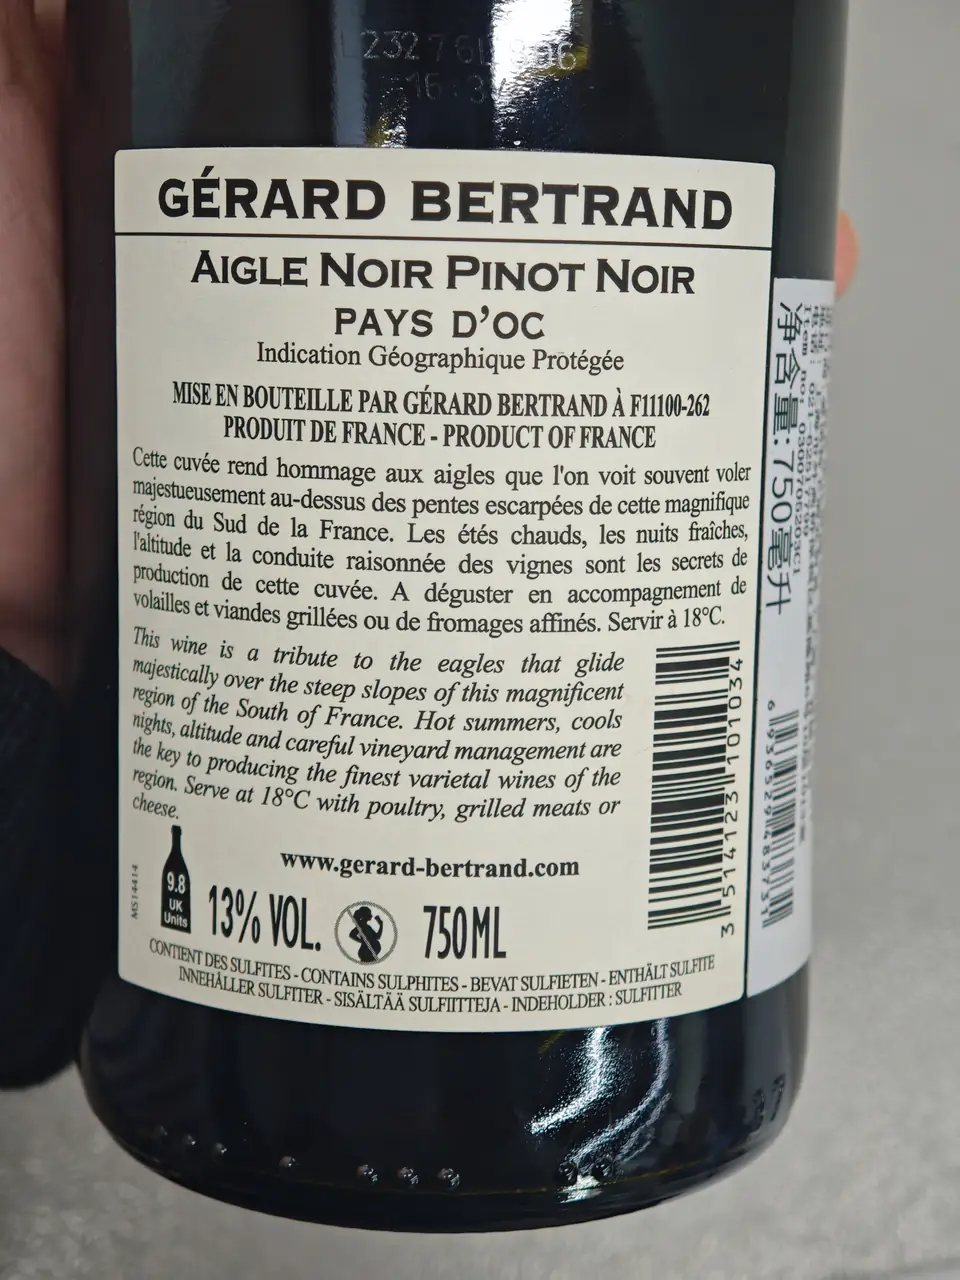 GÉRARD BERTRAND
AIGLE NOIR PINOT NOIR
PAYS D'OC
Indication Géographique Protégée
MISE EN BOUTEILLE PAR GÉRARD BERTRAND À F11100-262
PRODUIT DE FRANCE - PRODUCT OF FRANCE
Cette cuvée rend hommage aux aigles que l'on voit souvent voler
majestueusement au-dessus des pentes escarpées de cette magnifique
région du Sud de la France. Les étés chauds, les nuits fraîches,
l'altitude et la conduite raisonnée des vignes sont les secrets de
production de cette cuvée. A déguster en accompagnement de
volailles et viandes grillées ou de fromages affinés. Servir à 18°C.
This wine is a tribute to the eagles that glide
majestically over the steep slopes of this magnificent
region of the South of France. Hot summers, cools
nights, altitude and careful vineyard management are
the key to producing the finest varietal wines of the
region. Serve at 18°C with poultry, grilled meats or
cheese.
www.gerard-bertrand.com
MS14414
9.8
UK
Units
13% VOL.
750ML
3 514123 101034
CONTIENT DES SULFITES - CONTAINS SULPHITES - BEVAT SULFIETEN - ENTHÄLT SULFITE
INNEHÅLLER SULFITER - SISÄLTÄÄ SULFIITTEJA - INDEHOLDER : SULFITTER
净含量: 750毫升
6 936529 483731